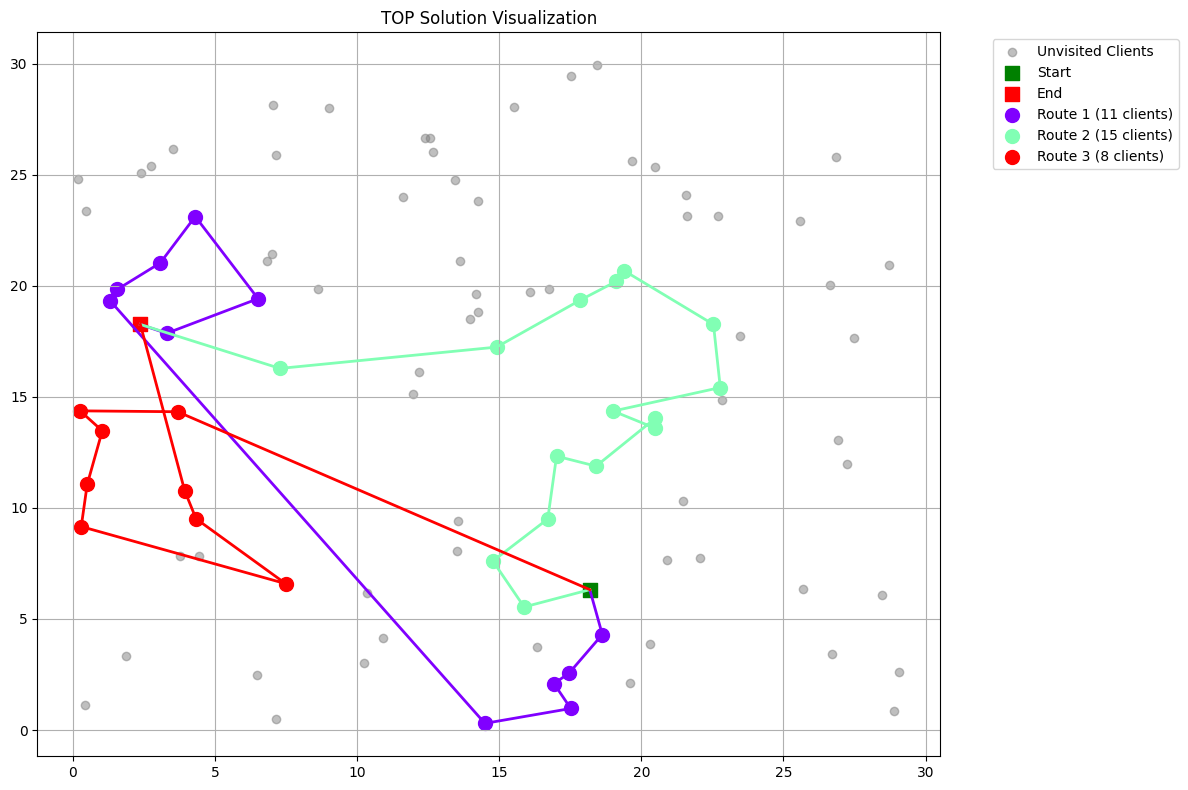 TOP Solution Visualization
30
25
20
15
10
5
0
0 5 10 15 20 25 30
Unvisited Clients
Start
End
Route 1 (11 clients)
Route 2 (15 clients)
Route 3 (8 clients)